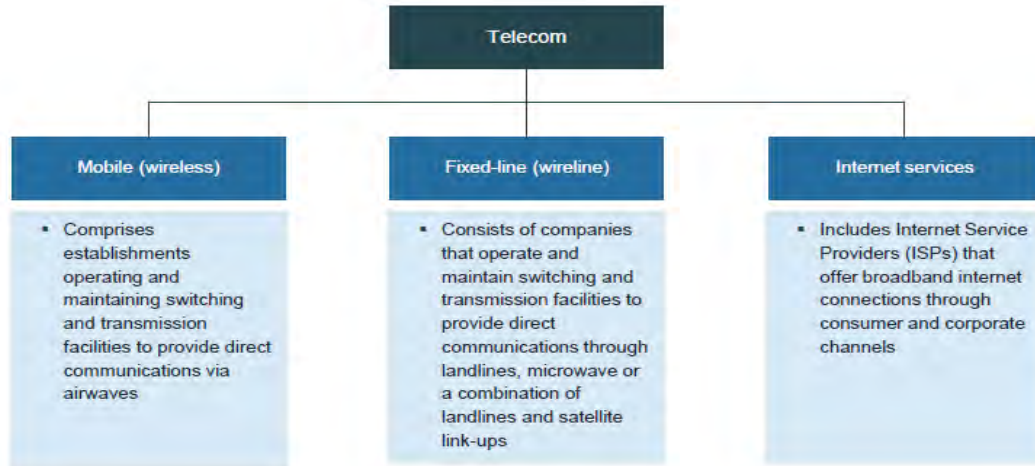 Telecom
Mobile (wireless)
▪ Comprises
establishments
operating and
maintaining switching
and transmission
facilities to provide direct
communications via
airwaves
Fixed-line (wireline)
▪ Consists of companies
that operate and
maintain switching and
transmission facilities to
provide direct
communications through
landlines, microwave or
a combination of
landlines and satellite
link-ups
Internet services
▪ Includes Internet Service
Providers (ISPs) that
offer broadband internet
connections through
consumer and corporate
channels